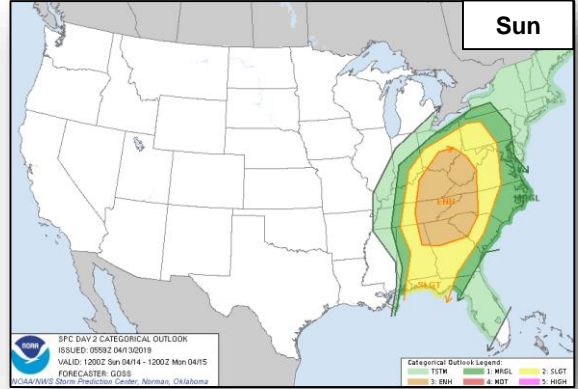 Sun
ENH
MRGL
SLGT
NOAA
SPC DAY 2 CATEGORICAL OUTLOOK
ISSUED: 0559Z 04/13/2019
VALID: 1200Z Sun 04/14 - 1200Z Mon 04/15
FORECASTER: GOSS
NOAA/NWS Storm Prediction Center, Norman, Oklahoma
Categorical Outlook Legend:
TSTM 1: MRGL 2: SLGT
3: ENH 4: MDT 5: HIGH